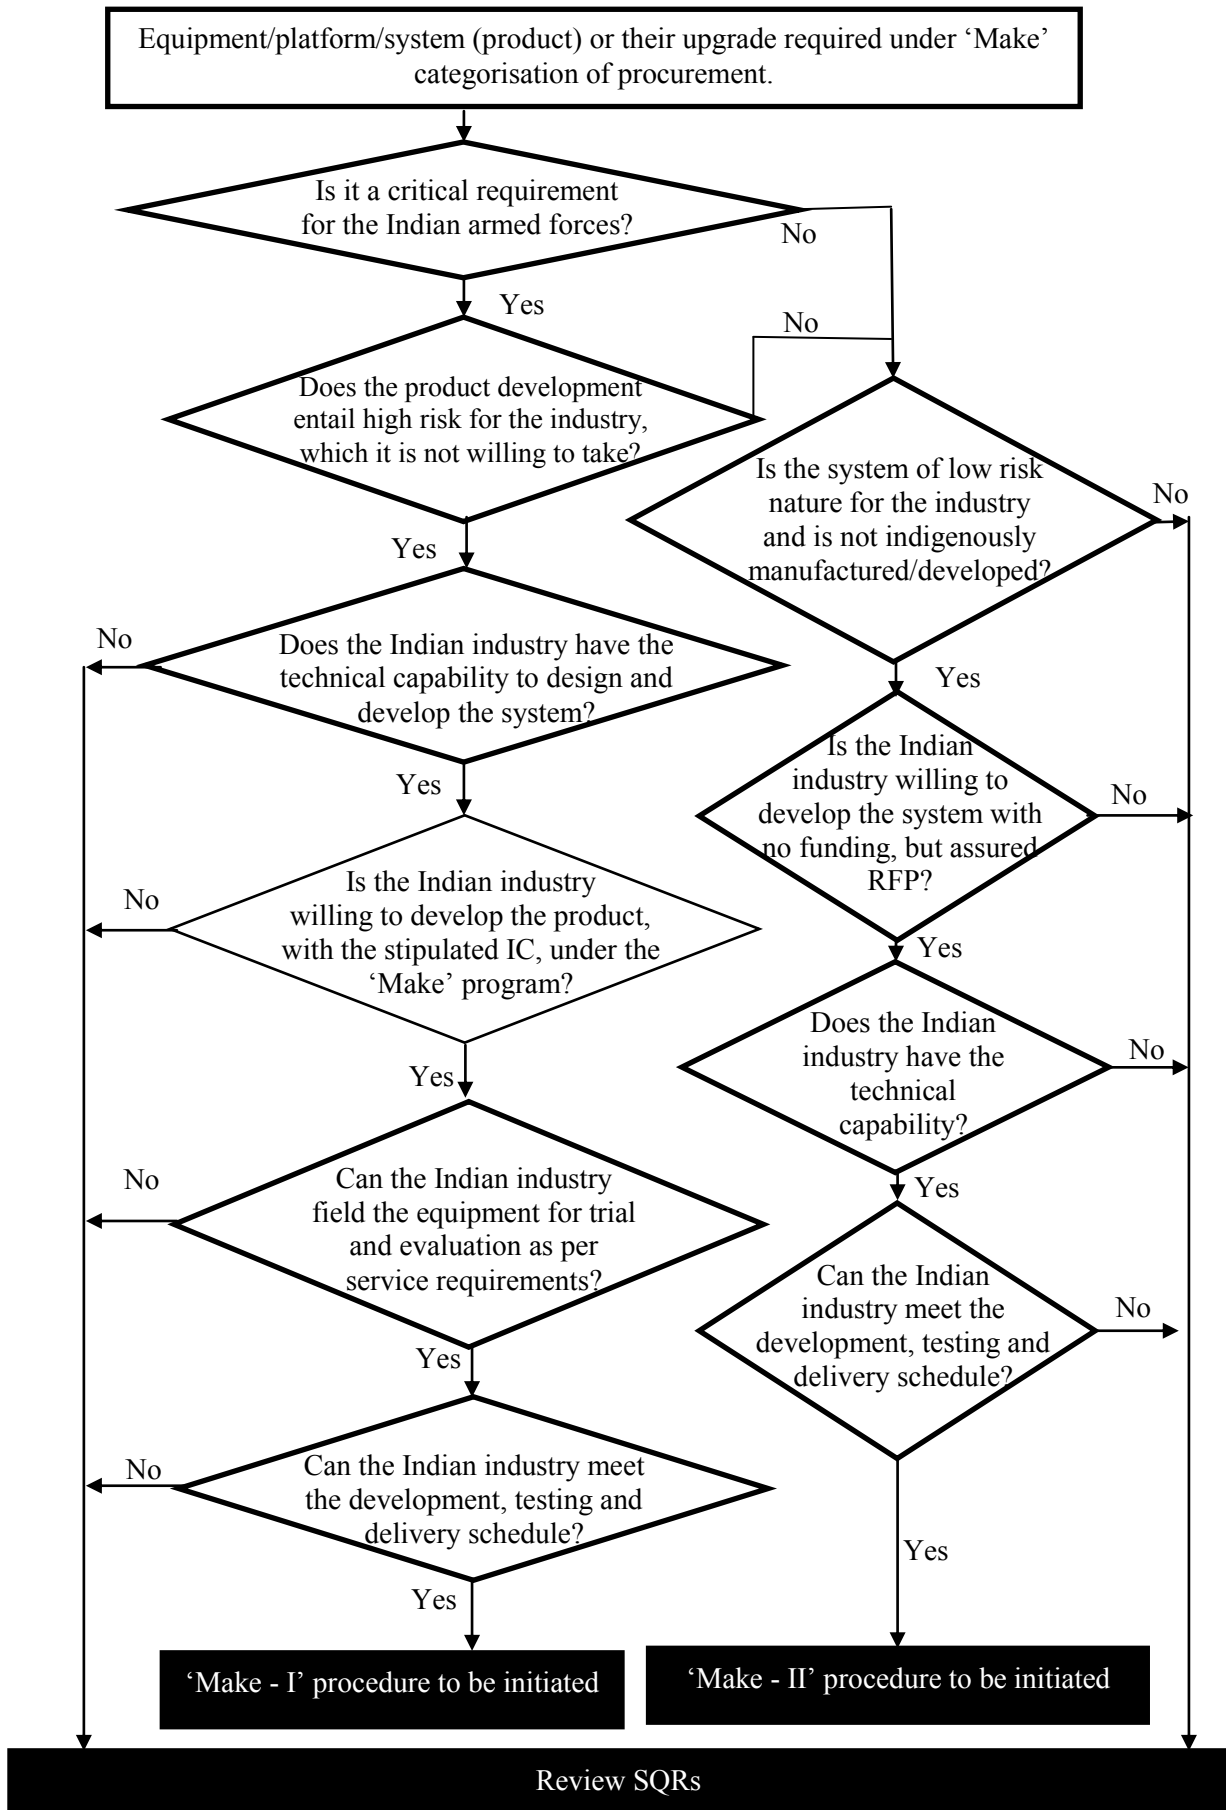 Equipment/platform/system (product) or their upgrade required under ‘Make’
categorisation of procurement.
Is it a critical requirement
for the Indian armed forces?
No
Yes
No
Does the product development
entail high risk for the industry,
which it is not willing to take?
Is the system of low risk
nature for the industry
and is not indigenously
manufactured/developed?
No
Yes
No
Does the Indian industry have the
technical capability to design and
develop the system?
Yes
Is the Indian
industry willing to
develop the system with
no funding, but assured
RFP?
No
Yes
No
Is the Indian industry
willing to develop the product,
with the stipulated IC, under the
‘Make’ program?
Yes
Does the Indian
industry have the
technical
capability?
No
Yes
No
Can the Indian industry
field the equipment for trial
and evaluation as per
service requirements?
Yes
Can the Indian
industry meet the
development, testing and
delivery schedule?
No
Yes
No
Can the Indian industry meet
the development, testing and
delivery schedule?
Yes
Yes
‘Make - I’ procedure to be initiated
‘Make - II’ procedure to be initiated
Review SQRs